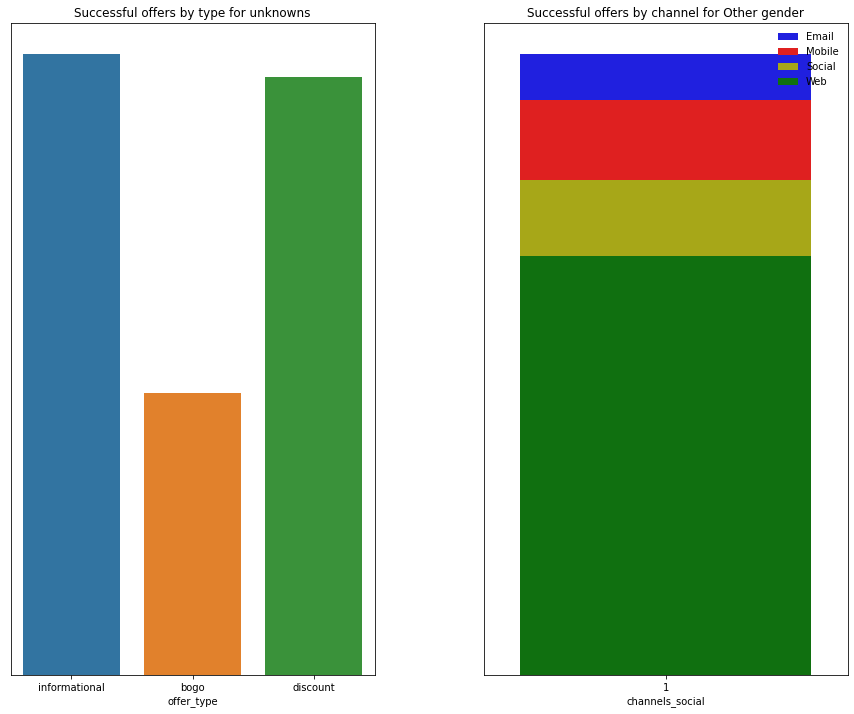 Successful offers by type for unknowns
informational
bogo
discount
offer_type
Successful offers by channel for Other gender
Email
Mobile
Social
Web
1
channels_social